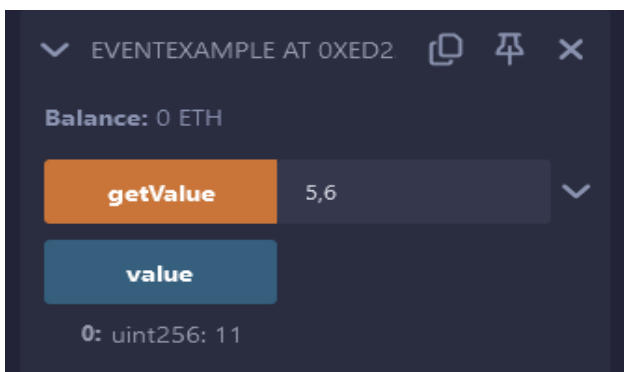 EVENTEXAMPLE AT 0XED2
Balance: 0 ETH
getValue 5,6
value
0: uint256: 11